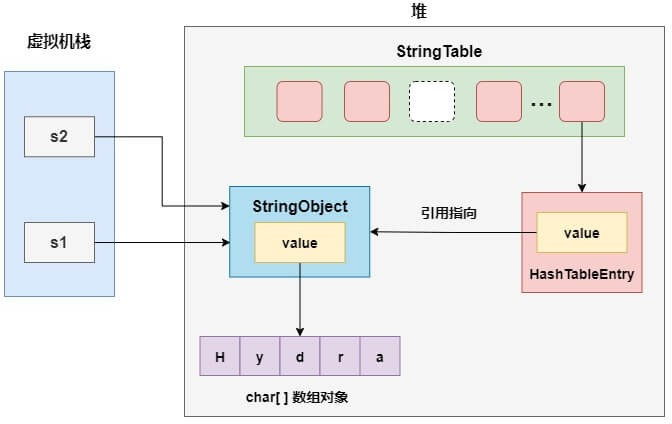 堆
虚拟机栈
StringTable
...
s2
StringObject
引用指向
s1
value
value
HashTableEntry
H y d r a
char[ ] 数组对象